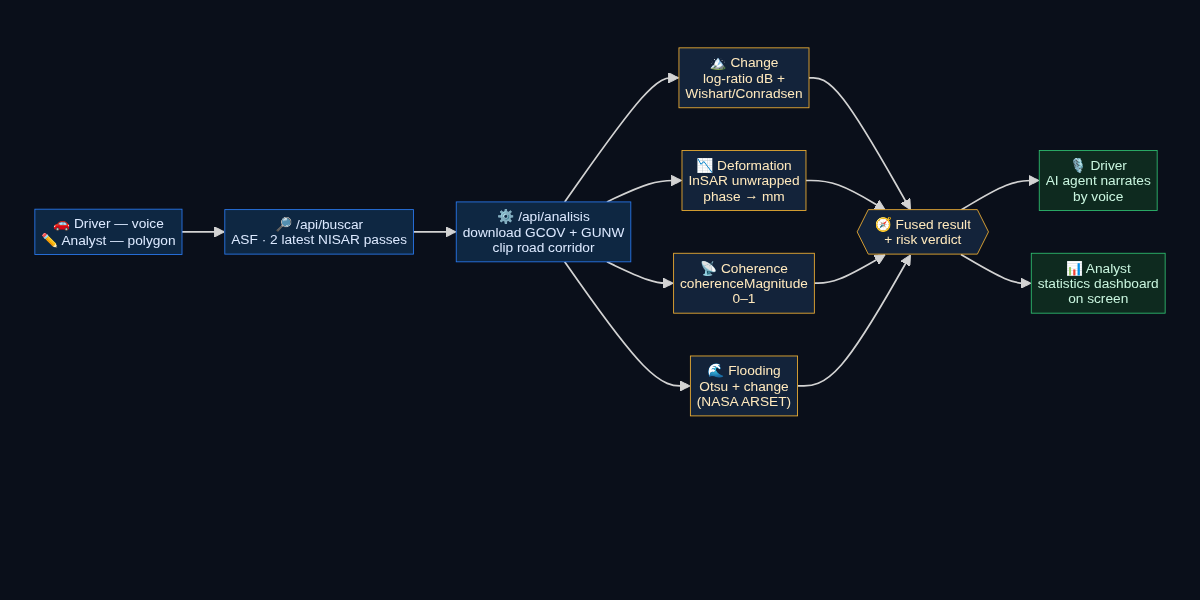 🚗 Driver — voice
✏️ Analyst — polygon
🔎 /api/buscar
ASF · 2 latest NISAR passes
⚙️ /api/analisis
download GCOV + GUNW
clip road corridor
🏔️ Change
log-ratio dB +
Wishart/Conradsen
📉 Deformation
InSAR unwrapped
phase → mm
📡 Coherence
coherenceMagnitude
0–1
🌊 Flooding
Otsu + change
(NASA ARSET)
🧭 Fused result
+ risk verdict
🎙️ Driver
AI agent narrates
by voice
📊 Analyst
statistics dashboard
on screen